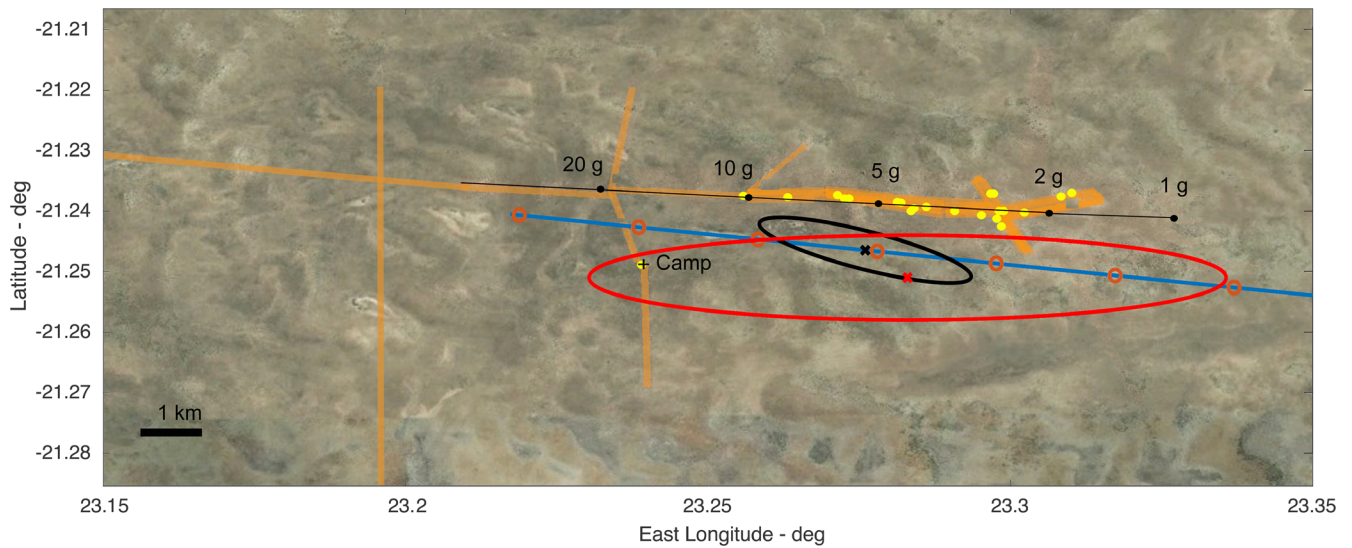 -21.21
-21.22
-21.23
-21.24
-21.25
-21.26
-21.27
-21.28
Latitude - deg
20 g
10 g
5 g
2 g
1 g
+ Camp
1 km
23.15
23.2
23.25
23.3
23.35
East Longitude - deg